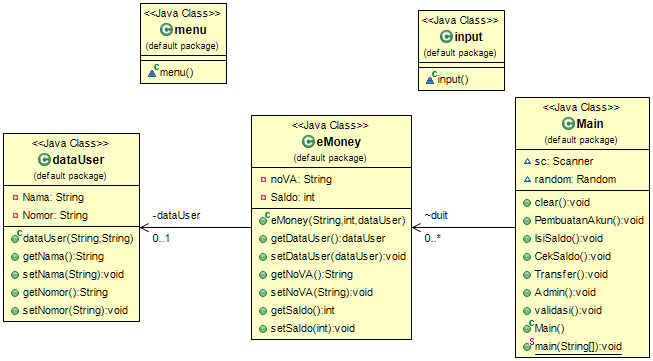 <<Java Class>>
menu
(default package)
menu()
<<Java Class>>
input
(default package)
input()
<<Java Class>>
dataUser
(default package)
Nama: String
Nomor: String
dataUser(String,String)
getNama():String
setNama(String):void
getNomor():String
setNomor(String):void
-dataUser
0..1
<<Java Class>>
eMoney
(default package)
noVA: String
Saldo: int
eMoney(String,int,dataUser)
getDataUser():dataUser
setDataUser(dataUser):void
getNoVA():String
setNoVA(String):void
getSaldo():int
setSaldo(int):void
~duit
0..*
<<Java Class>>
Main
(default package)
sc: Scanner
random: Random
clear():void
PembuatanAkun():void
IsiSaldo():void
CekSaldo():void
Transfer():void
Admin():void
validasi():void
Main()
main(String[]):void